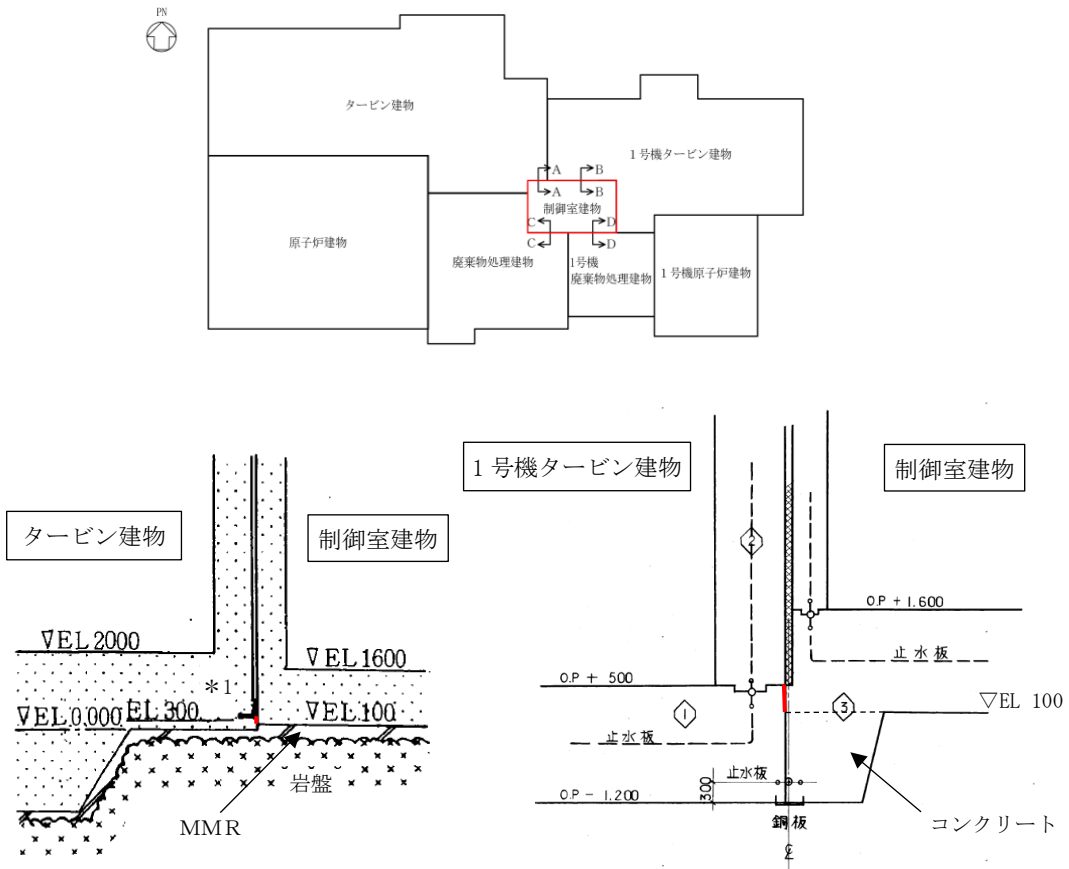 PN
タービン建物
1号機タービン建物
A
B
A
B
制御室建物
C
D
C
D
原子炉建物
廃棄物処理建物
1号機
廃棄物処理建物
1号機原子炉建物
1号機タービン建物
制御室建物
タービン建物
制御室建物
2
O.P + 1.600
▽EL 2000
▽EL 1600
止水板
*1
O.P + 500
▽EL 0,000
EL 300
▽EL 100
1
3
▽EL 100
止水板
岩盤
止水板
300
O.P - 1.200
MMR
鋼板
コンクリート
℄